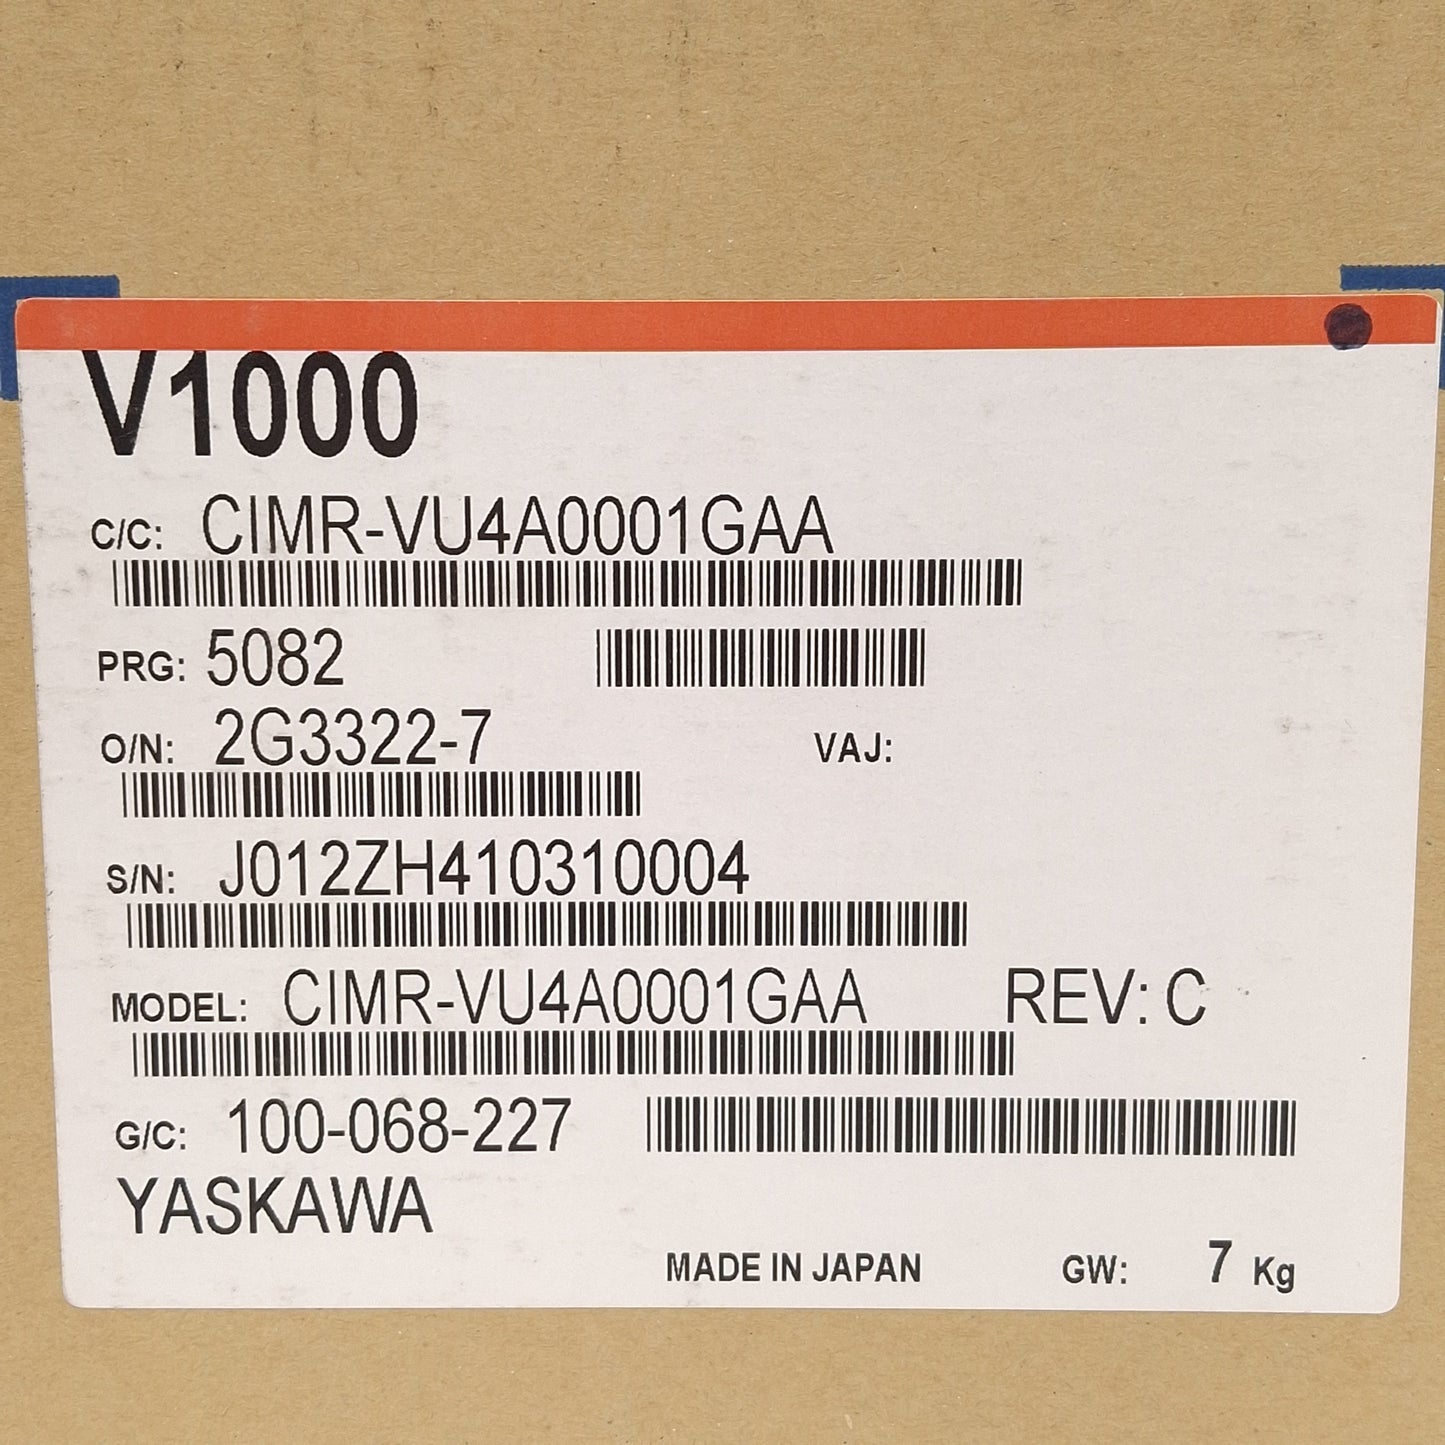 V1000
C/C: CIMR-VU4A0001GAA
PRG: 5082
O/N: 2G3322-7 VAJ:
S/N: J012ZH410310004
MODEL: CIMR-VU4A0001GAA REV: C
G/C: 100-068-227
YASKAWA
MADE IN JAPAN GW: 7 Kg